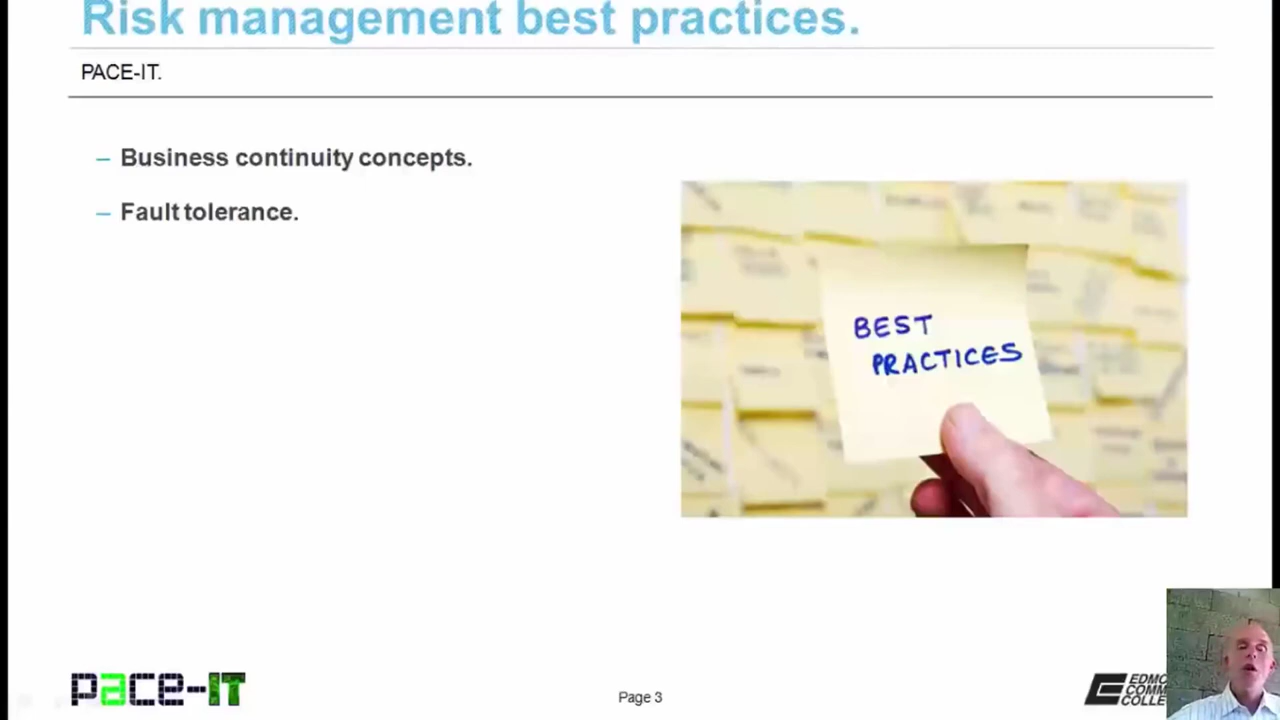 Risk management best practices.
PACE-IT.
– Business continuity concepts.
– Fault tolerance.
BEST
PRACTICES
pace-IT
Page 3